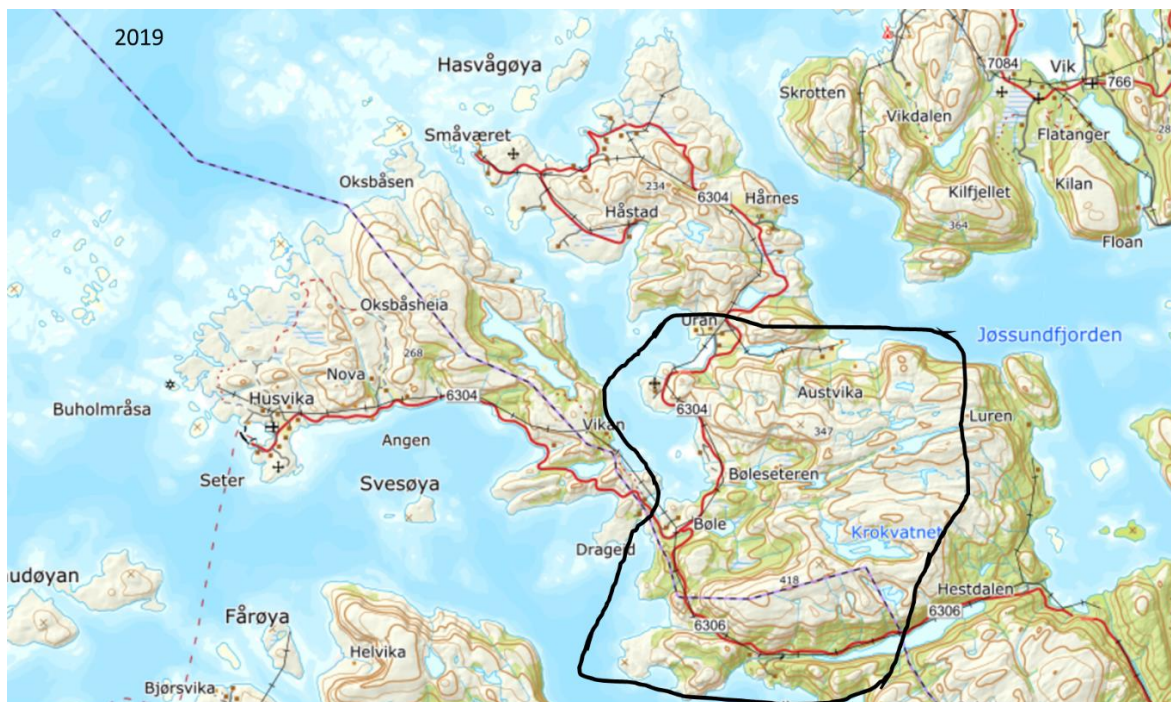 2019
Hasvågøya
Småværet
Oksbåsen
Håstad
234
6304
Hårnes
Skrotten
Vikdalen
7084
Vik
766
Flatanger
Kilfjellet
Kilan
364
Floan
Oksbåsheia
268
Nova
Husvika
6304
Buholmråsa
Angen
Vikan
Seter
Svesøya
Uran
Jøssundfjorden
Austvika
6304
Luren
347
Bøleseteren
Bøle
Krokvatnet
Drageid
418
Hestdalen
6306
6306
udøyan
Fårøya
Helvika
Bjørsvika